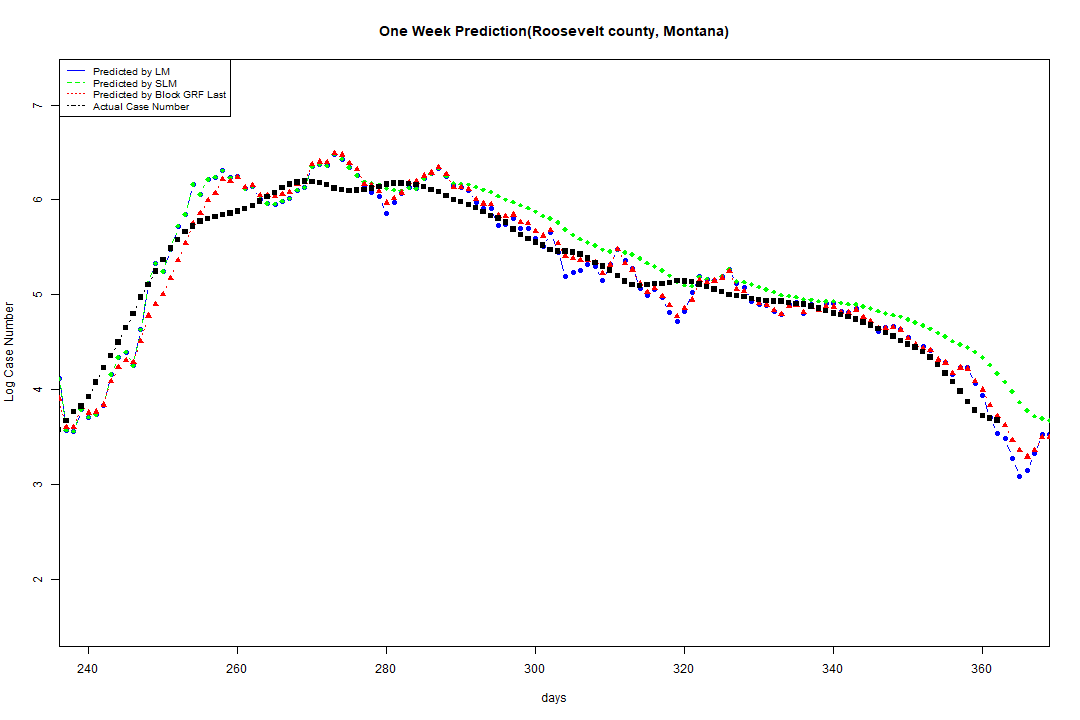 One Week Prediction(Roosevelt county, Montana)
Predicted by LM
Predicted by SLM
Predicted by Block GRF Last
Actual Case Number
7
6
5
4
3
2
Log Case Number
240 260 280 300 320 340 360
days